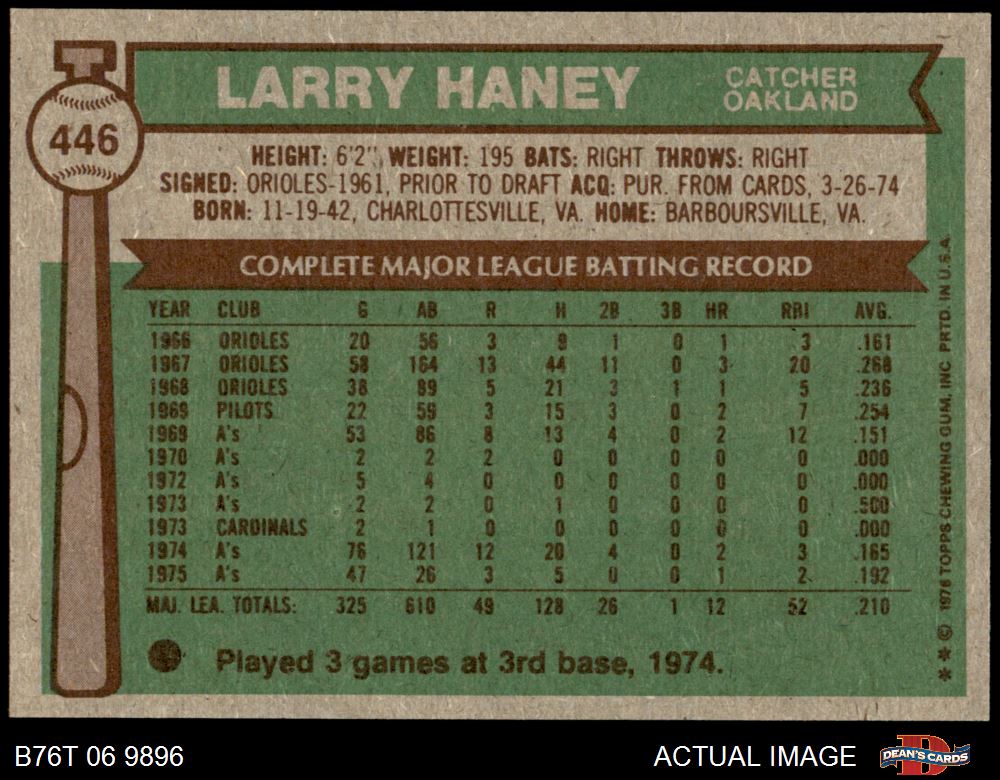 446
LARRY HANEY
CATCHER
OAKLAND
HEIGHT: 6'2", WEIGHT: 195 BATS: RIGHT THROWS: RIGHT
SIGNED: ORIOLES-1961, PRIOR TO DRAFT ACQ: PUR. FROM CARDS, 3-26-74
BORN: 11-19-42, CHARLOTTESVILLE, VA. HOME: BARBOURSVILLE, VA.
COMPLETE MAJOR LEAGUE BATTING RECORD
YEAR CLUB G AB R H 2B 3B HR RBI AVG.
1966 ORIOLES 20 56 3 9 1 0 1 3 .161
1967 ORIOLES 58 164 13 44 11 0 3 20 .268
1968 ORIOLES 38 89 5 21 3 1 1 5 .236
1969 PILOTS 22 59 3 15 3 0 2 7 .254
1969 A's 53 86 8 13 4 0 2 12 .151
1970 A's 2 2 2 0 0 0 0 0 .000
1972 A's 5 4 0 0 0 0 0 0 .000
1973 A's 2 2 0 1 0 0 0 0 .500
1973 CARDINALS 2 1 0 0 0 0 0 0 .000
1974 A's 76 121 12 20 4 0 2 3 .165
1975 A's 47 26 3 5 0 0 1 2 .192
MAJ. LEA. TOTALS: 325 610 49 128 26 1 12 52 .210
Played 3 games at 3rd base, 1974.
**© 1976 TOPPS CHEWING GUM, INC PRTD. IN U.S.A.
B76T 06 9896
ACTUAL IMAGE
D
DEAN'S CARDS